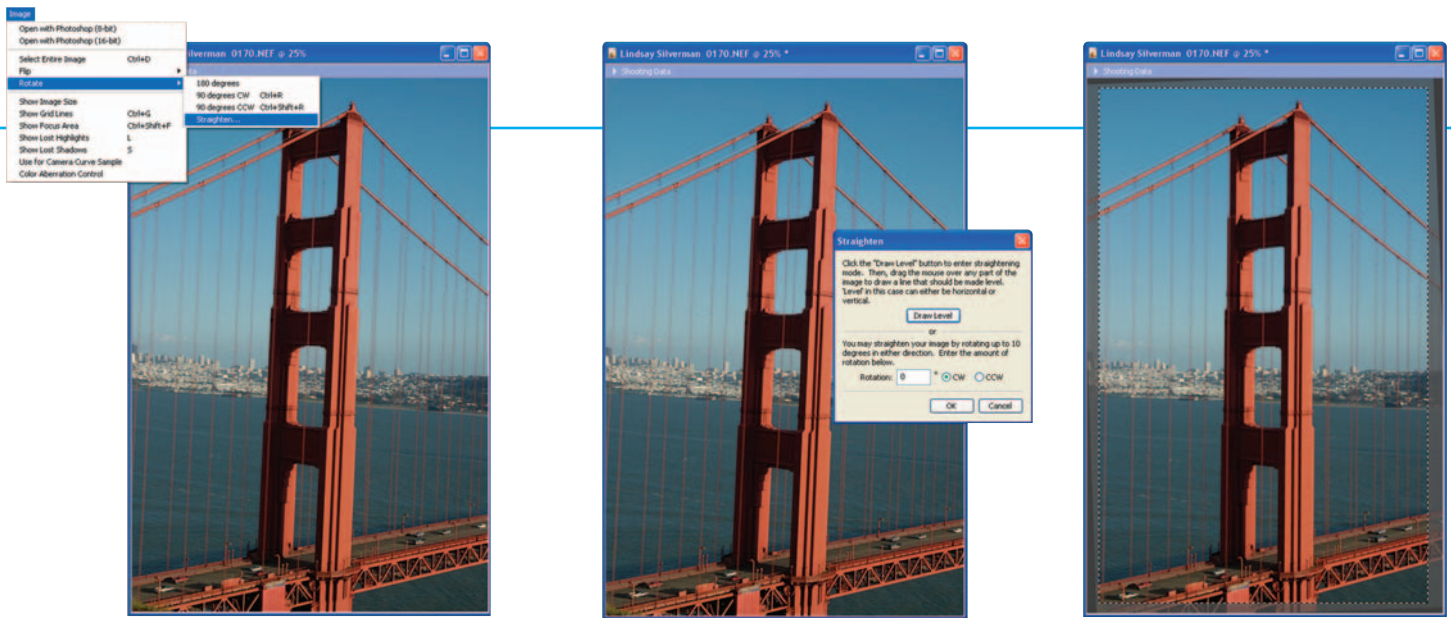 Image
Open with Photoshop (8-bit)
Open with Photoshop (16-bit)
Select Entire Image Ctrl+D
Flip
Rotate
Show Image Size
Show Grid Lines Ctrl+G
Show Focus Area Ctrl+Shift+F
Show Lost Highlights L
Show Lost Shadows S
Use for Camera Curve Sample
Color Aberration Control
180 degrees
90 degrees CW Ctrl+R
90 degrees CCW Ctrl+Shift+R
Straighten...
Silverman 0170.NEF @ 25%
Lindsay Silverman 0170.NEF @ 25% *
Shooting Data
Straighten
Click the "Draw Level" button to enter straightening
mode. Then, drag the mouse over any part of the
image to draw a line that should be made level.
'Level' in this case can either be horizontal or
vertical.
Draw Level
or
You may straighten your image by rotating up to 10
degrees in either direction. Enter the amount of
rotation below.
Rotation: 0 ° CW CCW
OK Cancel
Lindsay Silverman 0170.NEF @ 25% *
Shooting Data